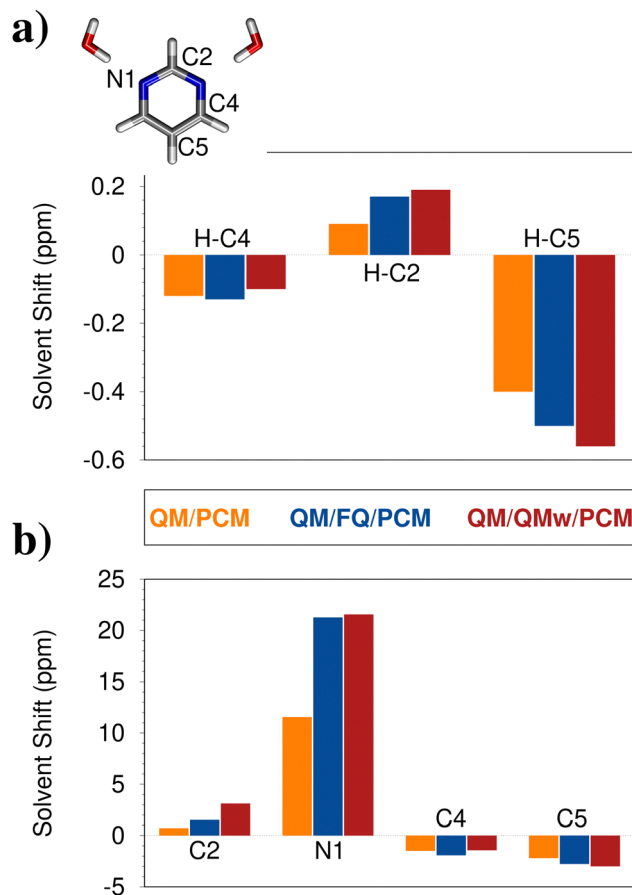 a)
C2
N1
C4
C5
Solvent Shift (ppm)
0.2
0
-0.2
-0.4
-0.6
H-C4
H-C2
H-C5
QM/PCM QM/FQ/PCM QM/QMw/PCM
b)
Solvent Shift (ppm)
25
20
15
10
5
0
-5
C2
N1
C4
C5